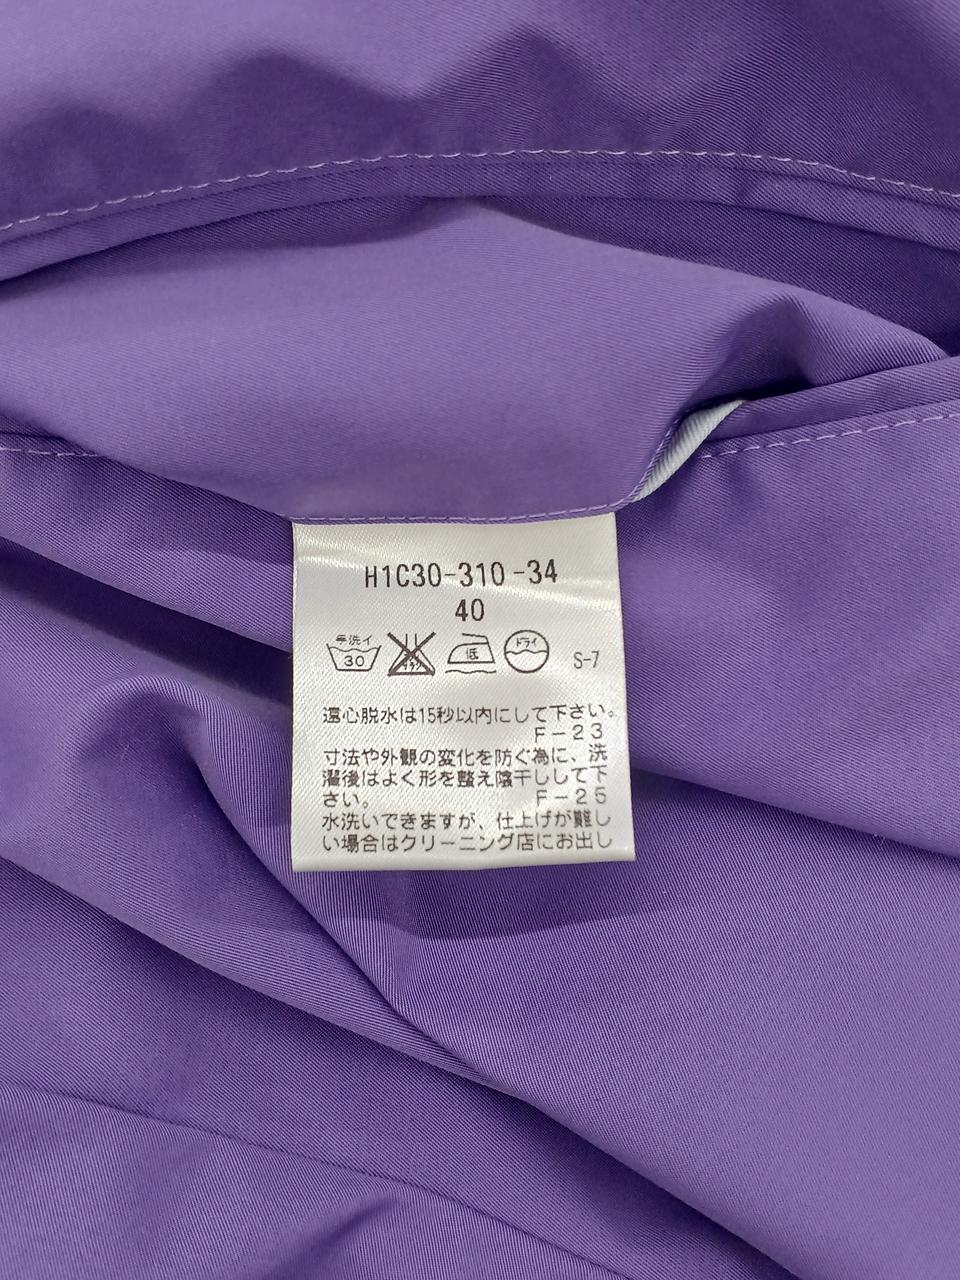 H1C30-310-34
40
手洗イ
30
低
ドライ
S-7
遠心脱水は15秒以内にして下さい。
F-23
寸法や外観の変化を防ぐ為に、洗
濯後はよく形を整え陰干しして下
さい。
F-25
水洗いできますが、仕上げが難し
い場合はクリーニング店にお出し